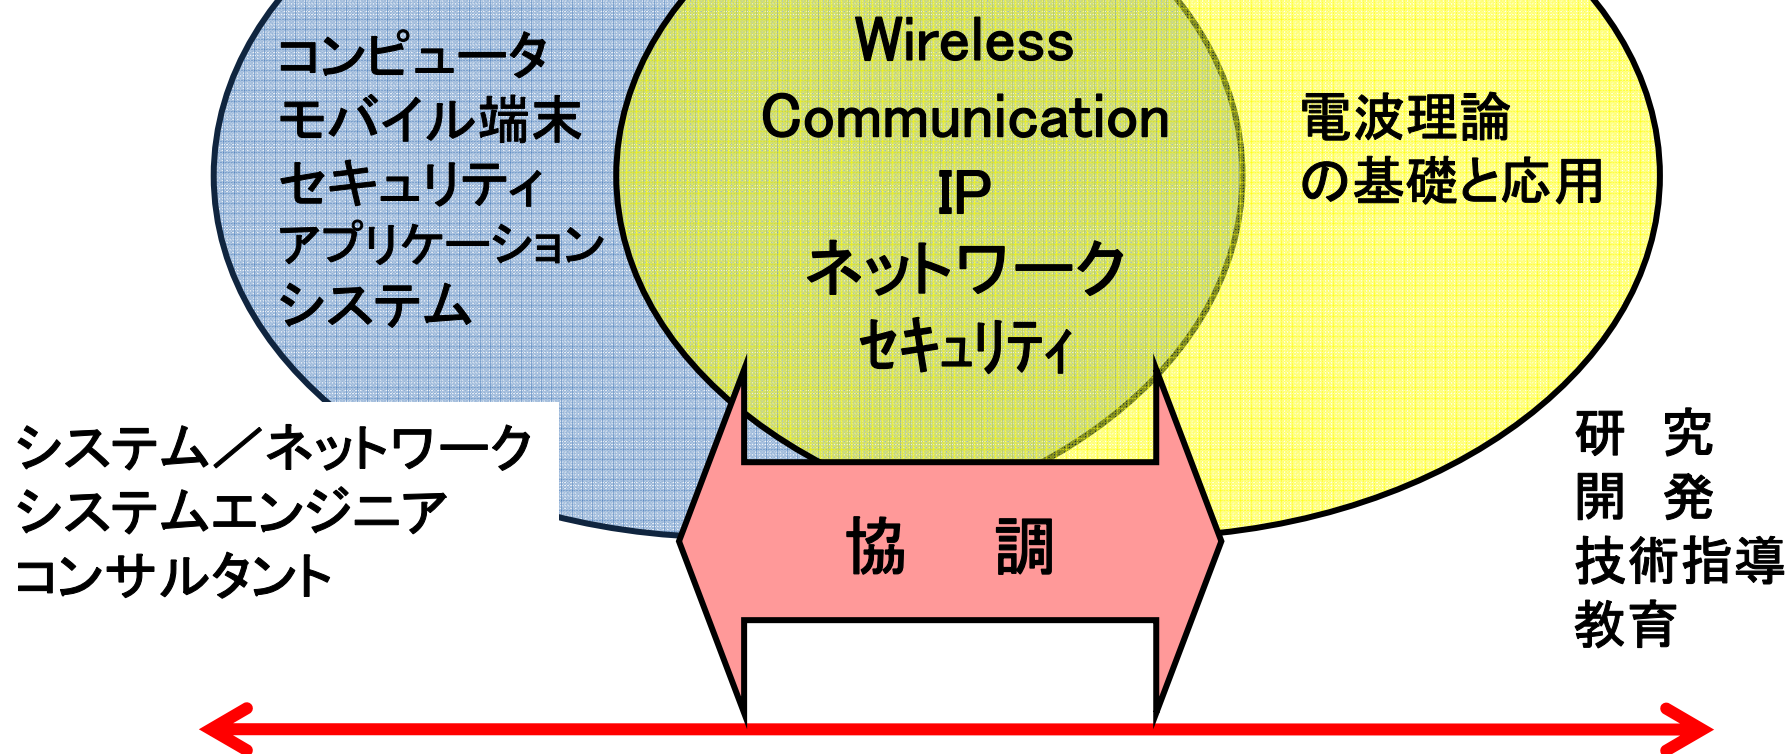 コンピュータ
モバイル端末
セキュリティ
アプリケーション
システム
Wireless
Communication
IP
ネットワーク
セキュリティ
電波理論
の基礎と応用
システム／ネットワーク
システムエンジニア
コンサルタント
協　調
研　究
開　発
技術指導
教育